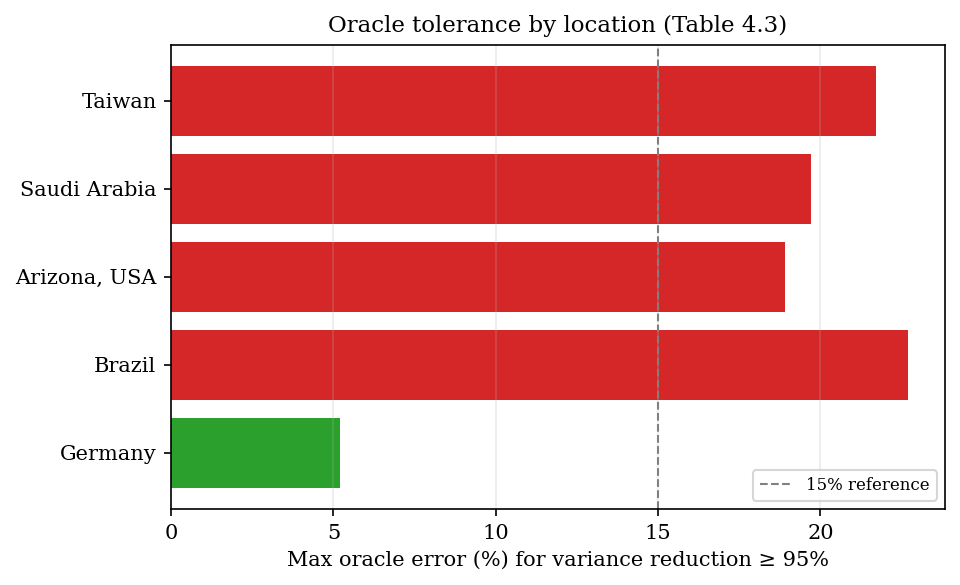 Oracle tolerance by location (Table 4.3)
Taiwan
Saudi Arabia
Arizona, USA
Brazil
Germany
15% reference
0 5 10 15 20
Max oracle error (%) for variance reduction ≥ 95%